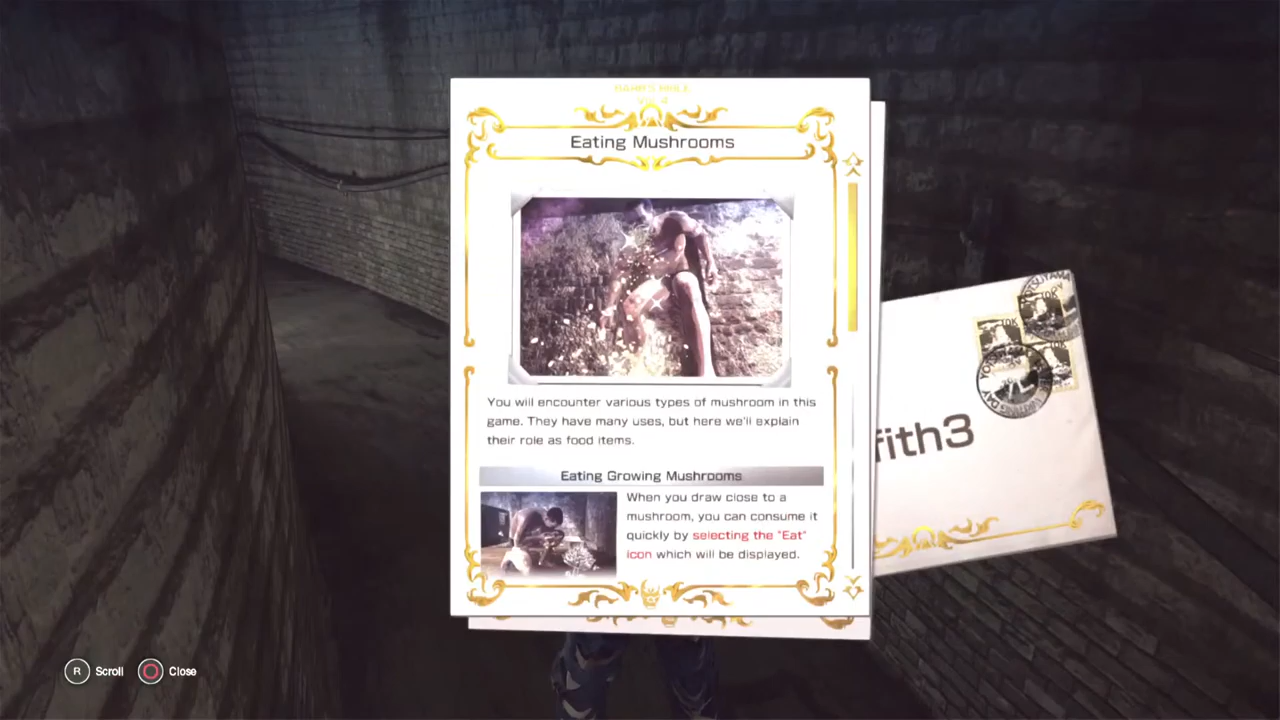 Eating Mushrooms
You will encounter various types of mushroom in this
game. They have many uses, but here we'll explain
their role as food items.
Eating Growing Mushrooms
When you draw close to a
mushroom, you can consume it
quickly by selecting the "Eat"
icon which will be displayed.
fith3
R Scroll Close